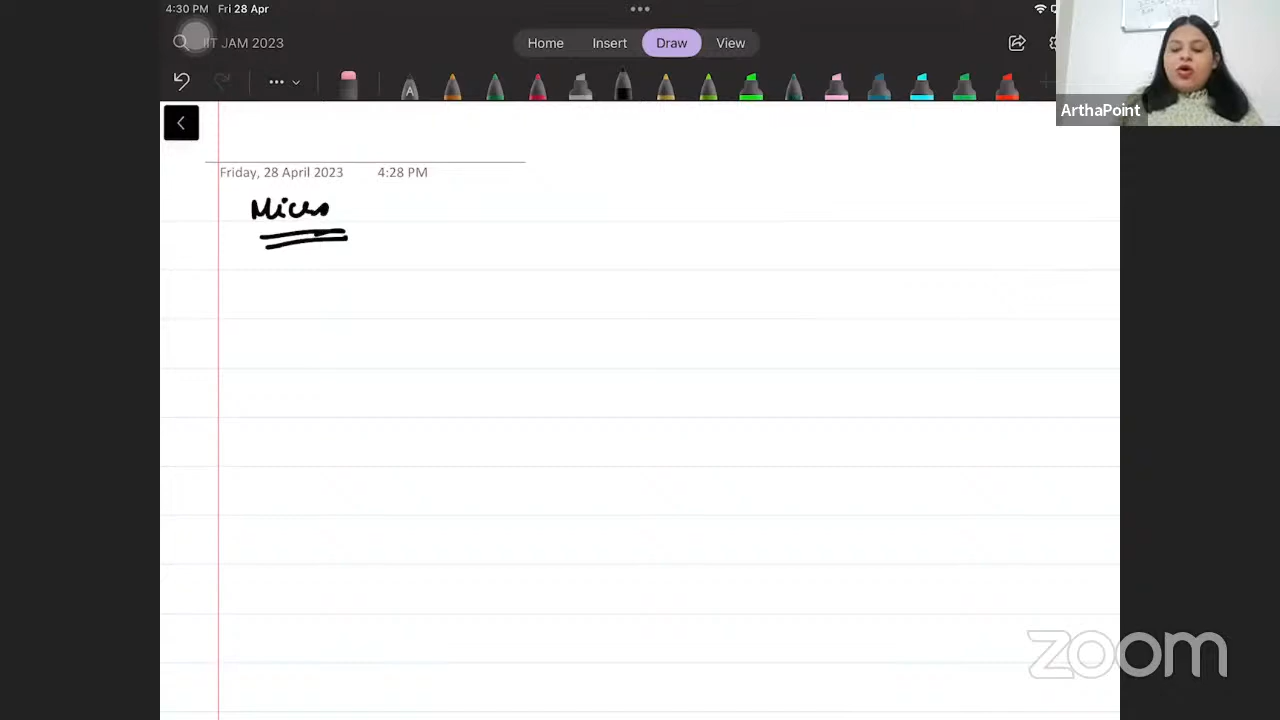 4:30 PM Fri 28 Apr
IIT JAM 2023
Home Insert Draw View
A
ArthaPoint
Friday, 28 April 2023 4:28 PM
Micro
zoom